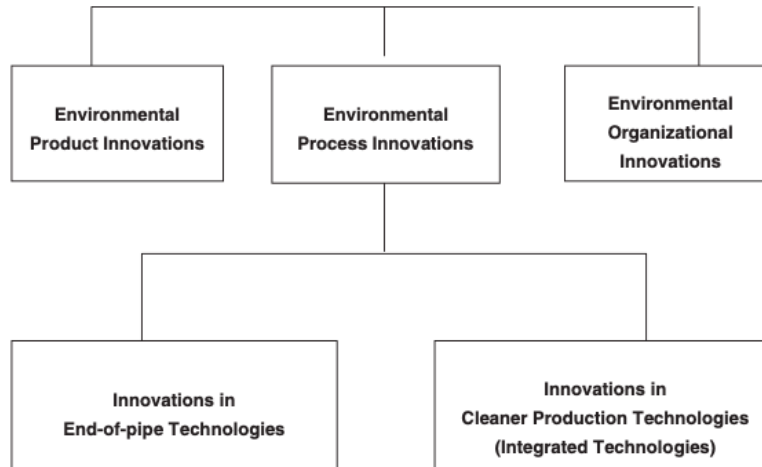 Environmental
Product Innovations
Environmental
Process Innovations
Environmental
Organizational
Innovations
Innovations in
End-of-pipe Technologies
Innovations in
Cleaner Production Technologies
(Integrated Technologies)